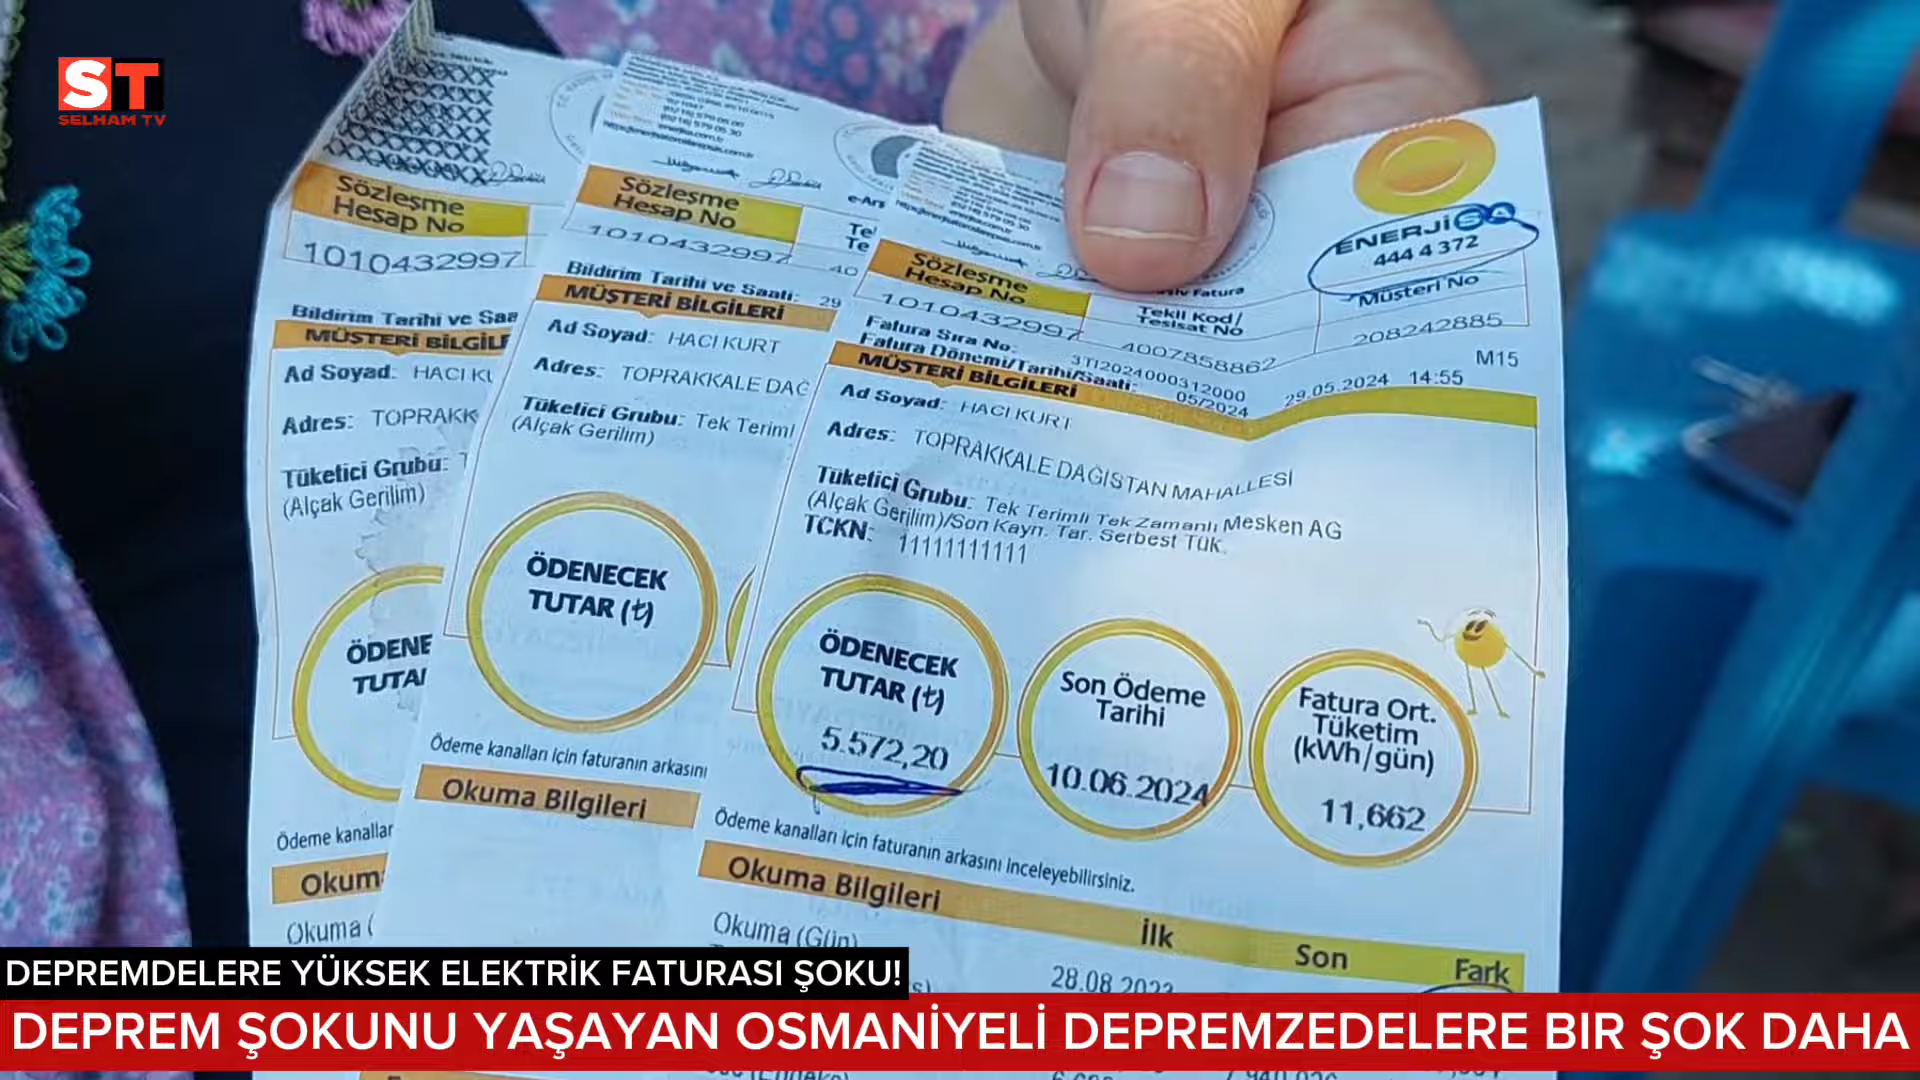 ST
SELHAM TV
Sözleşme
Hesap No
1010432997
Bildirim Tarihi ve Saa
MÜŞTERİ BİLGİL
Ad Soyad: HACI KU
Adres: TOPRAKK
Tüketici Grubu:
(Alçak Gerilim)
ÖDENE
TUTA
Ödeme kanallar
Okum
Okuma (
Sözleşme
Hesap No
1010432997
Bildirim Tarihi ve Saati: 29
MÜŞTERİ BİLGİLERİ
Ad Soyad: HACI KURT
Adres: TOPRAKKALE DAĞ
Tüketici Grubu: Tek Teriml
(Alçak Gerilim)
ÖDENECEK
TUTAR (₺)
Ödeme kanalları için faturanın arkasını
Okuma Bilgileri
ENERJİSA
444 4 372
Sözleşme
Hesap No
1010432997
Tekil Kod/
Tesisat No
4007858862
Müşteri No
208242885
Fatura Sıra No: 3TI2024000312000
M15
Fatura Dönemi/Tarihi/Saati: 05/2024 29.05.2024 14:55
MÜŞTERİ BİLGİLERİ
Ad Soyad: HACI KURT
Adres: TOPRAKKALE DAĞISTAN MAHALLESİ
Tüketici Grubu: Tek Terimli Tek Zamanlı Mesken AG
(Alçak Gerilim)/Son Kayn. Tar. Serbest Tük.
TCKN: 11111111111
ÖDENECEK
TUTAR (₺)
5.572,20
Son Ödeme
Tarihi
10.06.2024
Fatura Ort.
Tüketim
(kWh/gün)
11,662
Ödeme kanalları için faturanın arkasını inceleyebilirsiniz.
Okuma Bilgileri İlk Son Fark
Okuma (Gün)
DEPREMDELERE YÜKSEK ELEKTRİK FATURASI ŞOKU!
DEPREM ŞOKUNU YAŞAYAN OSMANİYELİ DEPREMZEDELERE BIR ŞOK DAHA